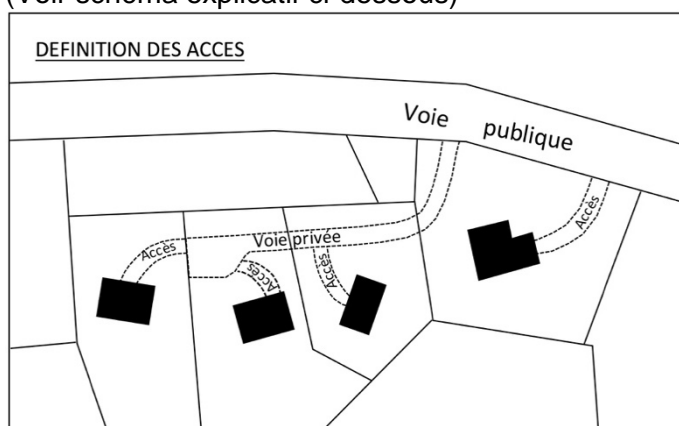 (Voir schéma explicatif ci-dessous)
DEFINITION DES ACCES
Voie publique
Accès
Voie privée
Accès
Accès
Accès